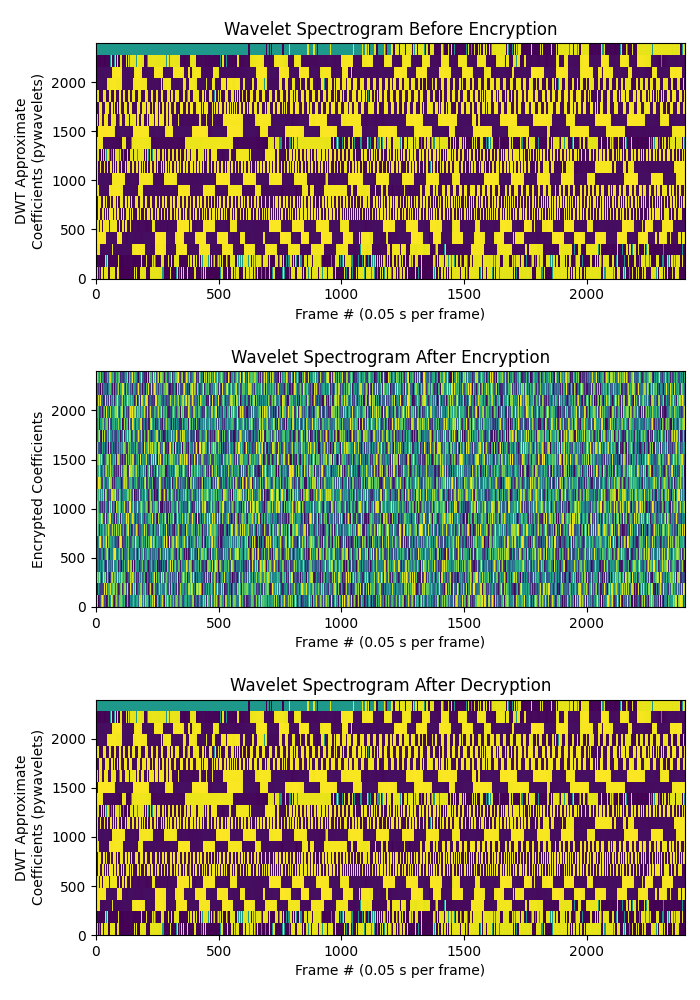 Wavelet Spectrogram Before Encryption
DWT Approximate
Coefficients (pywavelets)
2000
1500
1000
500
0
0 500 1000 1500 2000
Frame # (0.05 s per frame)
Wavelet Spectrogram After Encryption
Encrypted Coefficients
2000
1500
1000
500
0
0 500 1000 1500 2000
Frame # (0.05 s per frame)
Wavelet Spectrogram After Decryption
DWT Approximate
Coefficients (pywavelets)
2000
1500
1000
500
0
0 500 1000 1500 2000
Frame # (0.05 s per frame)